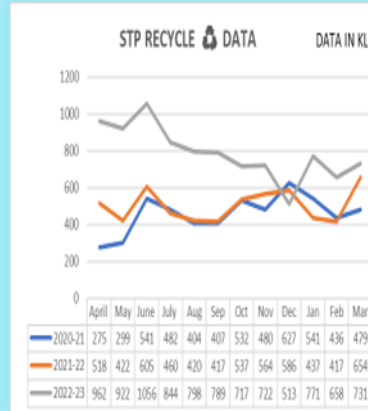 STP RECYCLE DATA
DATA IN KL
1200
1000
800
600
400
200
0
April May June July Aug Sep Oct Nov Dec Jan Feb Mar
2020-21 275 299 541 482 404 407 532 480 627 541 436 479
2021-22 518 422 605 460 420 417 537 564 586 437 417 654
2022-23 962 922 1056 844 798 789 717 722 513 771 658 731